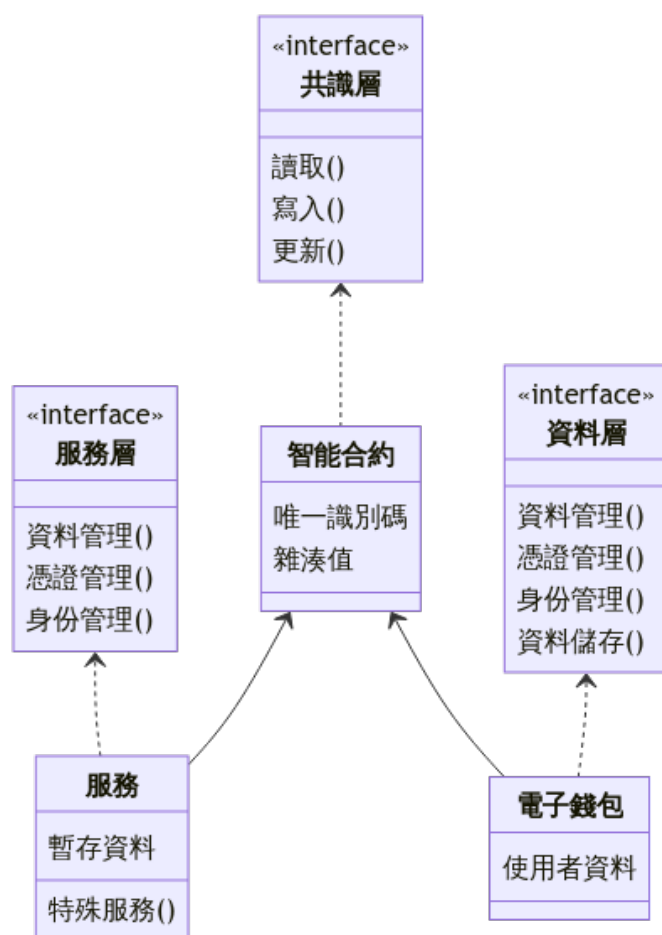 «interface»
共識層
讀取()
寫入()
更新()
«interface»
服務層
資料管理()
憑證管理()
身份管理()
智能合約
唯一識別碼
雜湊值
«interface»
資料層
資料管理()
憑證管理()
身份管理()
資料儲存()
服務
暫存資料
特殊服務()
電子錢包
使用者資料